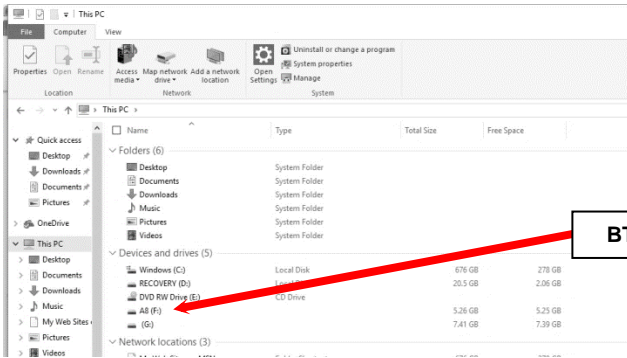 This PC
File Computer View
Properties Open Rename Access media Map network drive Add a network location Open Settings Uninstall or change a program
System properties
Manage
Location Network System
This PC
Name Type Total Size Free Space
Quick access
Desktop
Downloads
Documents
Pictures
OneDrive
This PC
Desktop
Documents
Downloads
Music
My Web Sites
Pictures
Videos
Folders (6)
Desktop System Folder
Documents System Folder
Downloads System Folder
Music System Folder
Pictures System Folder
Videos System Folder
Devices and drives (5)
Windows (C:) Local Disk 676 GB 278 GB
RECOVERY (D:) Local 20.5 GB 2.06 GB
DVD RW Drive (E:) CD Drive
A8 (F:) 5.26 GB 5.25 GB
(G:) 7.41 GB 7.39 GB
Network locations (3)
BT